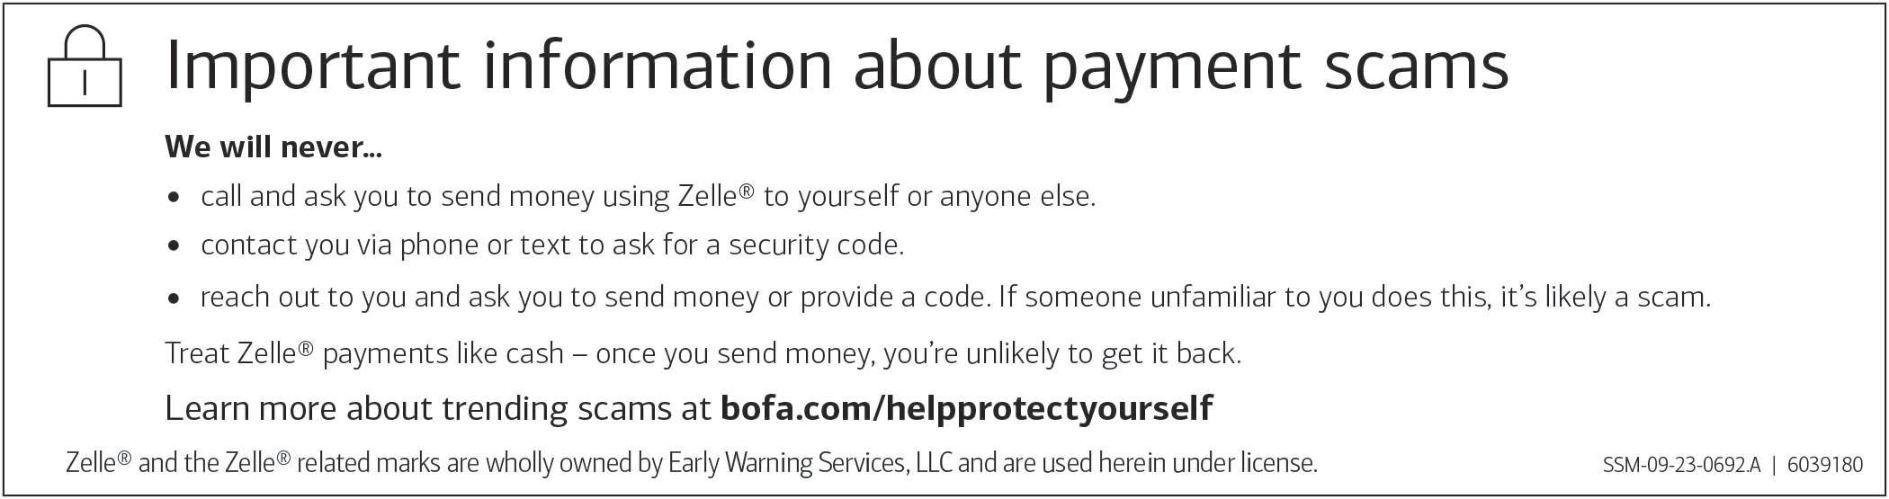 Important information about payment scams
We will never...
• call and ask you to send money using Zelle® to yourself or anyone else.
• contact you via phone or text to ask for a security code.
• reach out to you and ask you to send money or provide a code. If someone unfamiliar to you does this, it’s likely a scam.
Treat Zelle® payments like cash – once you send money, you’re unlikely to get it back.
Learn more about trending scams at bofa.com/helpprotectyourself
Zelle® and the Zelle® related marks are wholly owned by Early Warning Services, LLC and are used herein under license.
SSM-09-23-0692.A | 6039180